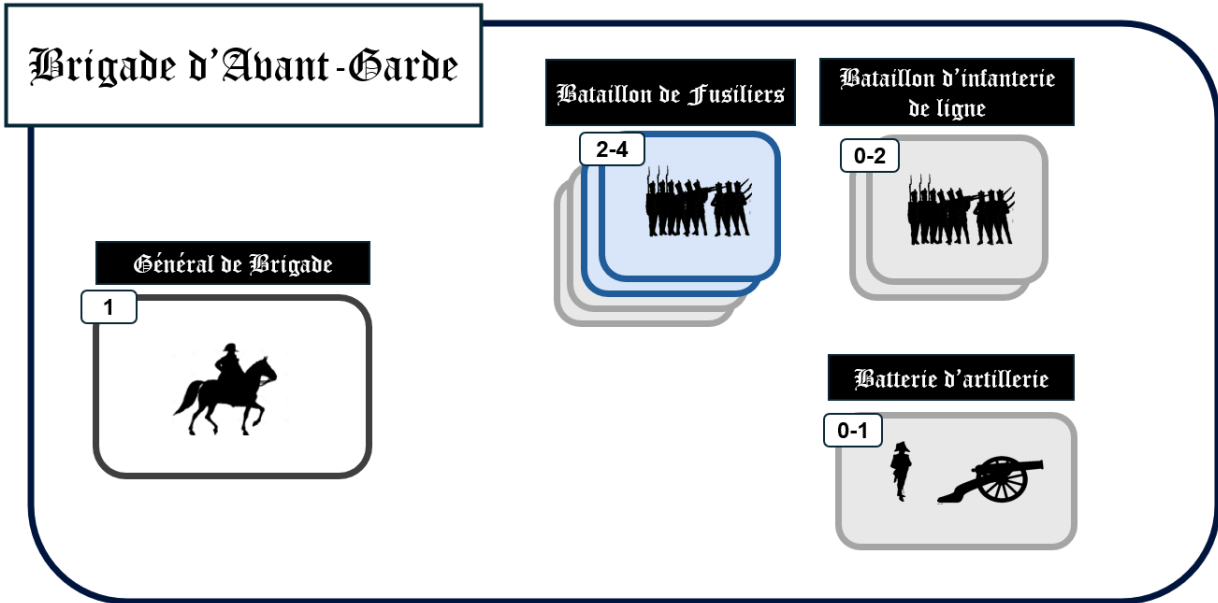 Brigade d'Avant-Garde
Bataillon de Fusiliers
Bataillon d'infanterie
de ligne
2-4
0-2
Général de Brigade
1
Batterie d'artillerie
0-1